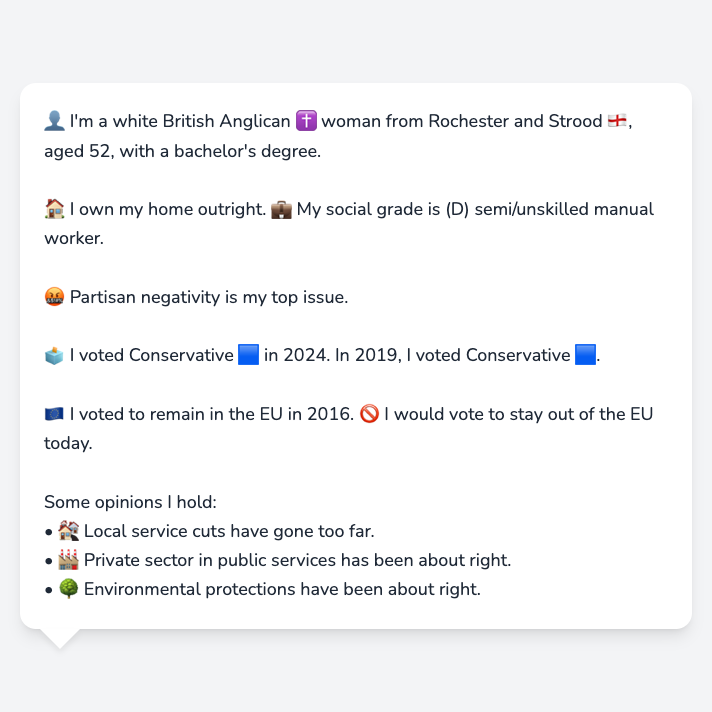 👤 I'm a white British Anglican ✝️ woman from Rochester and Strood 🏴󠁧󠁢󠁥󠁮󠁧󠁿,
aged 52, with a bachelor's degree.
🏠 I own my home outright. 💼 My social grade is (D) semi/unskilled manual
worker.
🤬 Partisan negativity is my top issue.
🗳️ I voted Conservative 🟦 in 2024. In 2019, I voted Conservative 🟦.
🇪🇺 I voted to remain in the EU in 2016. 🚫 I would vote to stay out of the EU
today.
Some opinions I hold:
• 🏚️ Local service cuts have gone too far.
• 🏭 Private sector in public services has been about right.
• 🌳 Environmental protections have been about right.